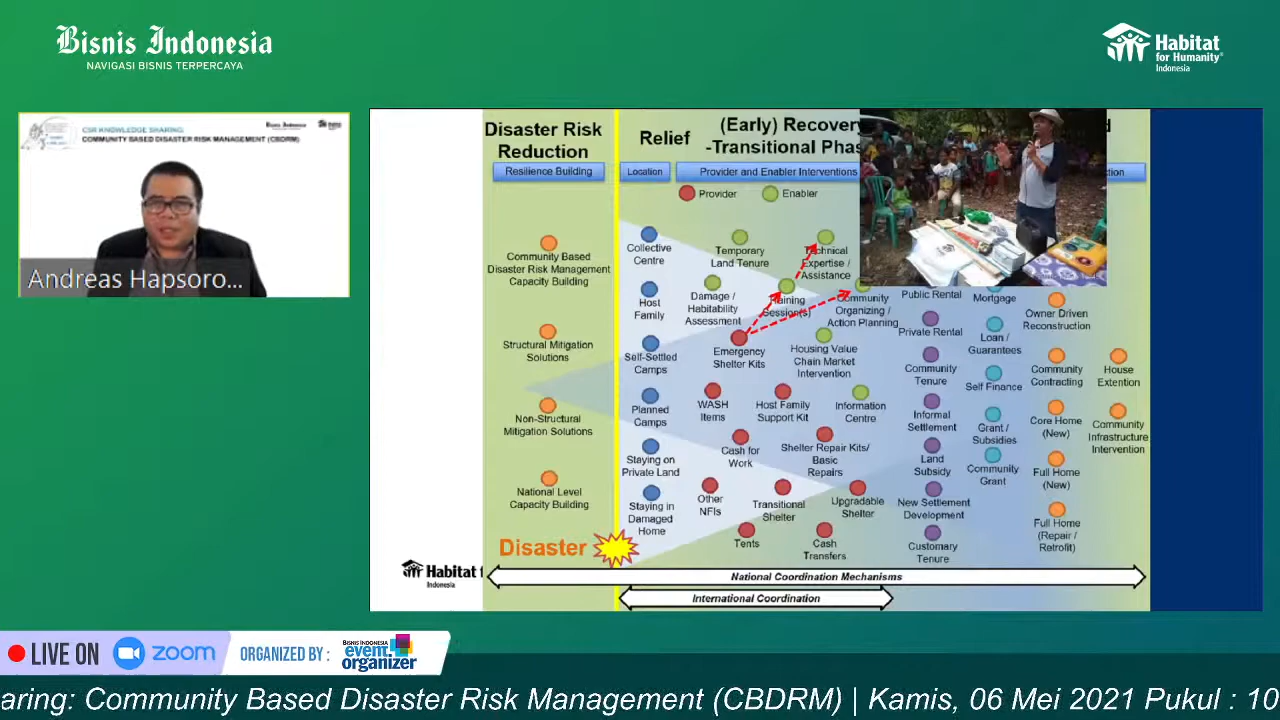 Bisnis Indonesia
NAVIGASI BISNIS TERPERCAYA
Habitat
for Humanity®
Indonesia
CSR KNOWLEDGE SHARING
COMMUNITY BASED DISASTER RISK MANAGEMENT (CBDRM)
Bisnis Indonesia
Andreas Hapsoro...
Disaster Risk
Reduction
Resilience Building
Community Based
Disaster Risk Management
Capacity Building
Structural Mitigation
Solutions
Non-Structural
Mitigation Solutions
National Level
Capacity Building
Disaster
Relief
Location
Collective
Centre
Host
Family
Self-Settled
Camps
Planned
Camps
Staying on
Private Land
Staying in
Damaged
Home
(Early) Recovery
-Transitional Phas
Provider and Enabler Interventions
Provider
Enabler
Temporary
Land Tenure
Technical
Expertise /
Assistance
Damage /
Habitability
Assessment
Training
Session(s)
Community
Organizing /
Action Planning
Emergency
Shelter Kits
Housing Value
Chain Market
Intervention
WASH
Items
Host Family
Support Kit
Information
Centre
Cash for
Work
Shelter Repair Kits/
Basic
Repairs
Other
NFIs
Transitional
Shelter
Upgradable
Shelter
Tents
Cash
Transfers
d
tion
Public Rental
Private Rental
Community
Tenure
Informal
Settlement
Land
Subsidy
New Settlement
Development
Customary
Tenure
Mortgage
Loan /
Guarantees
Self Finance
Grant /
Subsidies
Community
Grant
Owner Driven
Reconstruction
Community
Contracting
Core Home
(New)
Full Home
(New)
Full Home
(Repair /
Retrofit)
House
Extention
Community
Infrastructure
Intervention
Habitat f
Indonesia
National Coordination Mechanisms
International Coordination
LIVE ON zoom
ORGANIZED BY :
BISNIS INDONESIA
event
organizer
aring: Community Based Disaster Risk Management (CBDRM) | Kamis, 06 Mei 2021 Pukul : 10